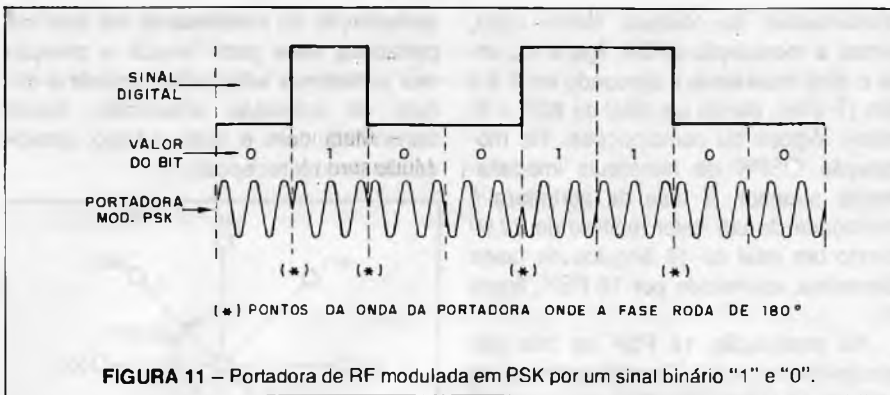 SINAL
DIGITAL
VALOR
DO BIT
0 1 0 0 1 1 0 0
PORTADORA
MOD. PSK
(*) (*) (*) (*)
(*) PONTOS DA ONDA DA PORTADORA ONDE A FASE RODA DE 180°
FIGURA 11 – Portadora de RF modulada em PSK por um sinal binário "1" e "0".